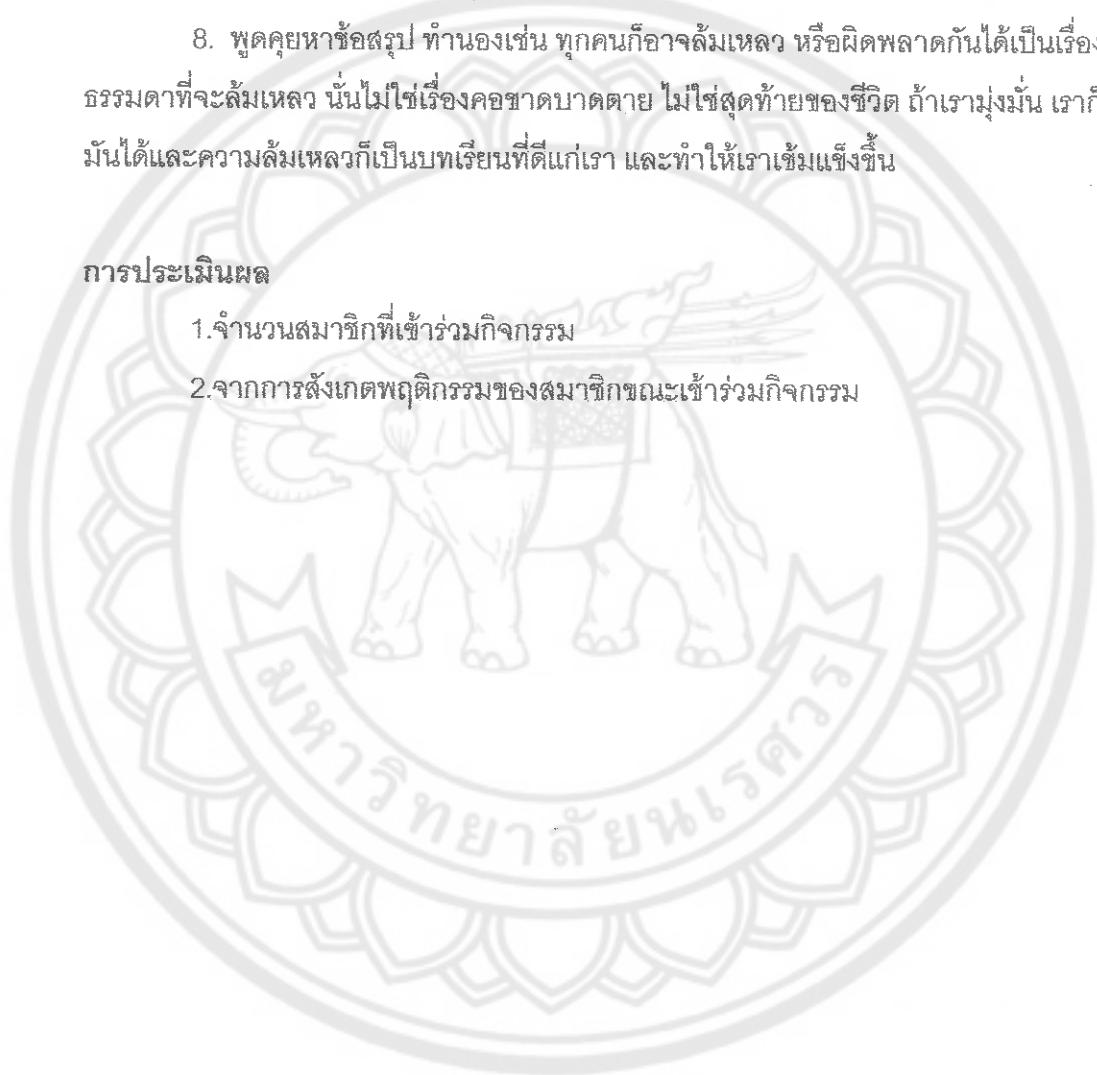 8. พูดคุยหาข้อสรุป ทำนองเช่น ทุกคนก็อาจล้มเหลว หรือผิดพลาดกันได้เป็นเรื่อง
ธรรมดาที่จะล้มเหลว นั่นไม่ใช่เรื่องคอขาดบาดตาย ไม่ใช่สุดท้ายของชีวิต ถ้าเรามุ่งมั่น เราก็
มันได้และความล้มเหลวก็เป็นบทเรียนที่ดีแก่เรา และทำให้เราเข้มแข็งขึ้น
การประเมินผล
1.จำนวนสมาชิกที่เข้าร่วมกิจกรรม
2.จากการสังเกตพฤติกรรมของสมาชิกขณะเข้าร่วมกิจกรรม
มหาวิทยาลัยนเรศวร